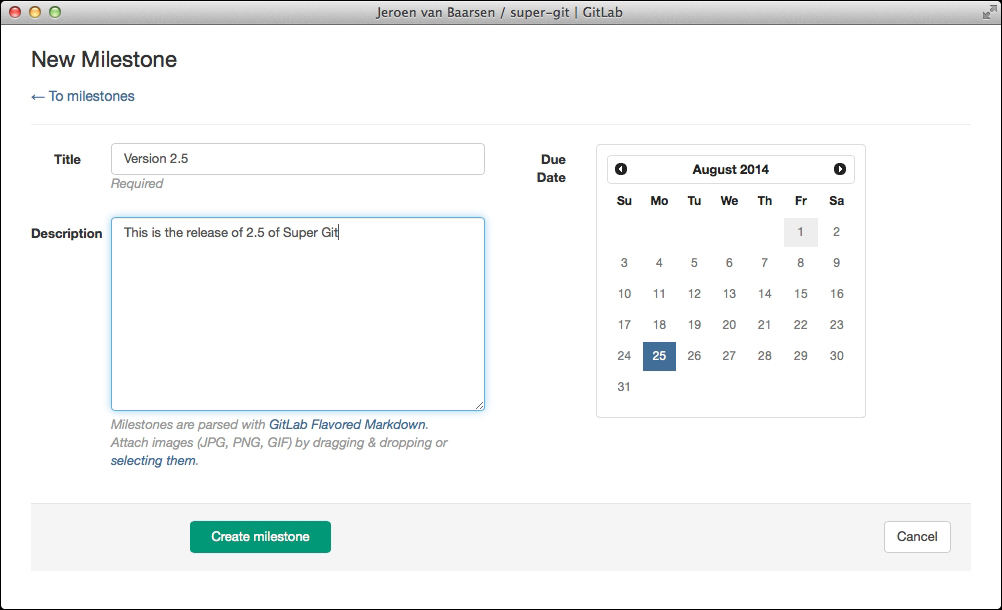 Jeroen van Baarsen / super-git | GitLab
New Milestone
← To milestones
Title
Version 2.5
Required
Description
This is the release of 2.5 of Super Git
Milestones are parsed with GitLab Flavored Markdown.
Attach images (JPG, PNG, GIF) by dragging & dropping or
selecting them.
Due
Date
August 2014
Su Mo Tu We Th Fr Sa
1 2
3 4 5 6 7 8 9
10 11 12 13 14 15 16
17 18 19 20 21 22 23
24 25 26 27 28 29 30
31
Create milestone
Cancel